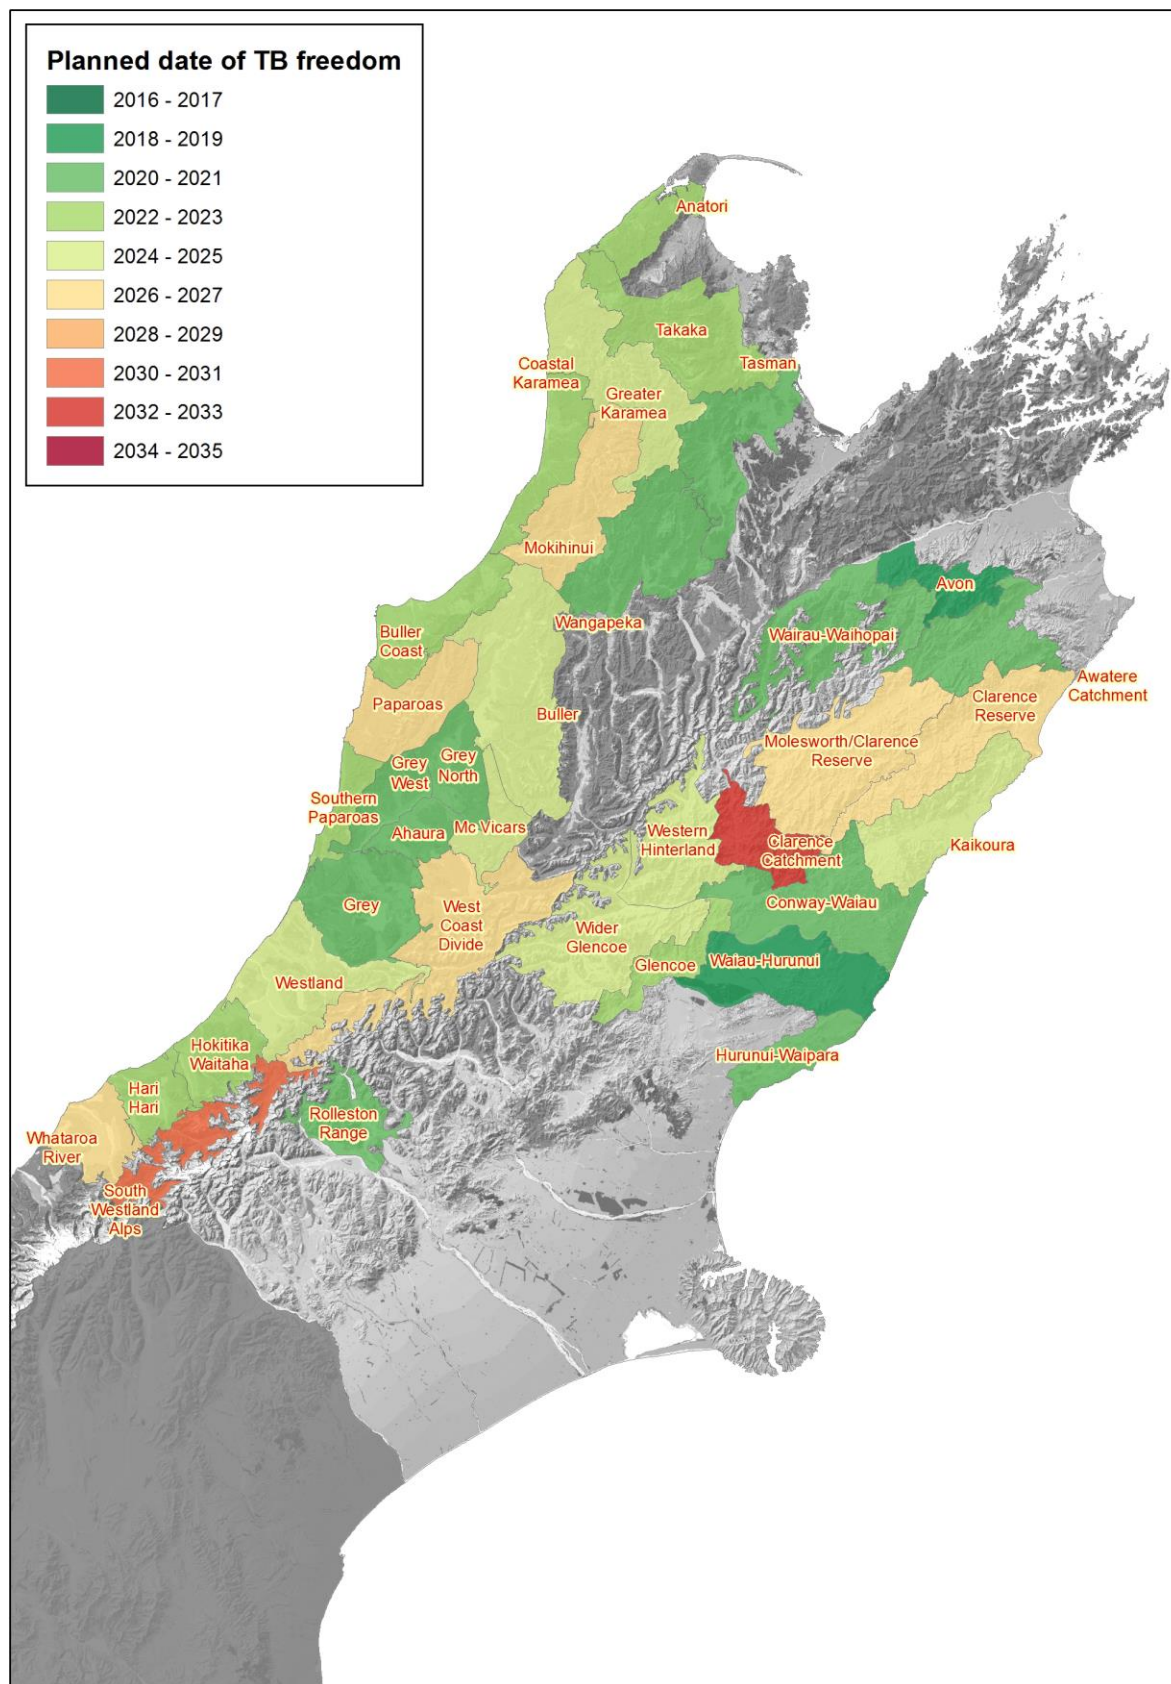 Planned date of TB freedom
2016 - 2017
2018 - 2019
2020 - 2021
2022 - 2023
2024 - 2025
2026 - 2027
2028 - 2029
2030 - 2031
2032 - 2033
2034 - 2035
Anatori
Takaka
Tasman
Coastal
Karamea
Greater
Karamea
Mokihinui
Wangapeka
Avon
Wairau-Waihopai
Awatere
Catchment
Clarence
Reserve
Buller
Coast
Paparoas
Buller
Molesworth/Clarence
Reserve
Grey
West
Grey
North
Southern
Paparoas
Ahaura
Mc Vicars
Western
Hinterland
Clarence
Catchment
Kaikoura
Conway-Waiau
Grey
West
Coast
Divide
Wider
Glencoe
Glencoe
Waiau-Hurunui
Westland
Hokitika
Waitaha
Hurunui-Waipara
Hari
Hari
Rolleston
Range
Whataroa
River
South
Westland
Alps